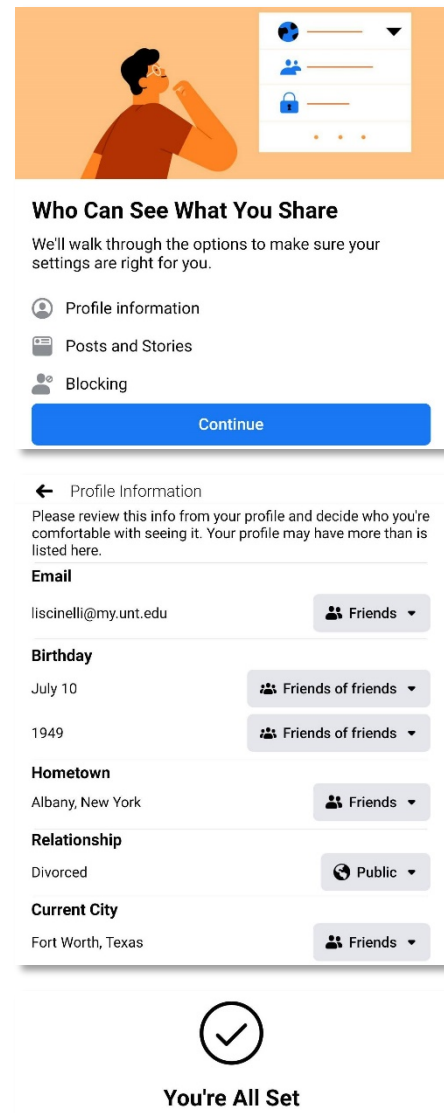 Who Can See What You Share
We'll walk through the options to make sure your
settings are right for you.
Profile information
Posts and Stories
Blocking
Continue
Profile Information
Please review this info from your profile and decide who you're
comfortable with seeing it. Your profile may have more than is
listed here.
Email
liscinelli@my.unt.edu
Friends
Birthday
July 10
Friends of friends
1949
Friends of friends
Hometown
Albany, New York
Friends
Relationship
Divorced
Public
Current City
Fort Worth, Texas
Friends
You're All Set